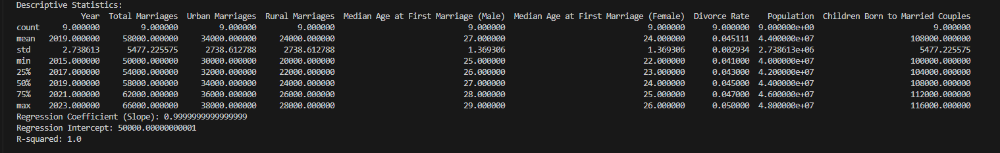 Descriptive Statistics:
Year Total Marriages Urban Marriages Rural Marriages Median Age at First Marriage (Male) Median Age at First Marriage (Female) Divorce Rate Population Children Born to Married Couples
count 9.000000 9.000000 9.000000 9.000000 9.000000 9.000000 9.000000 9.000000e+00 9.000000
mean 2019.000000 58000.000000 34000.000000 24000.000000 27.000000 24.000000 0.045111 4.400000e+07 108000.000000
std 2.738613 5477.225575 2738.612788 2738.612788 1.369306 1.369306 0.002934 2.738613e+06 5477.225575
min 2015.000000 50000.000000 30000.000000 20000.000000 25.000000 22.000000 0.041000 4.000000e+07 100000.000000
25% 2017.000000 54000.000000 32000.000000 22000.000000 26.000000 23.000000 0.043000 4.200000e+07 104000.000000
50% 2019.000000 58000.000000 34000.000000 24000.000000 27.000000 24.000000 0.045000 4.400000e+07 108000.000000
75% 2021.000000 62000.000000 36000.000000 26000.000000 28.000000 25.000000 0.047000 4.600000e+07 112000.000000
max 2023.000000 66000.000000 38000.000000 28000.000000 29.000000 26.000000 0.050000 4.800000e+07 116000.000000
Regression Coefficient (Slope): 0.9999999999999999
Regression Intercept: 50000.00000000001
R-squared: 1.0